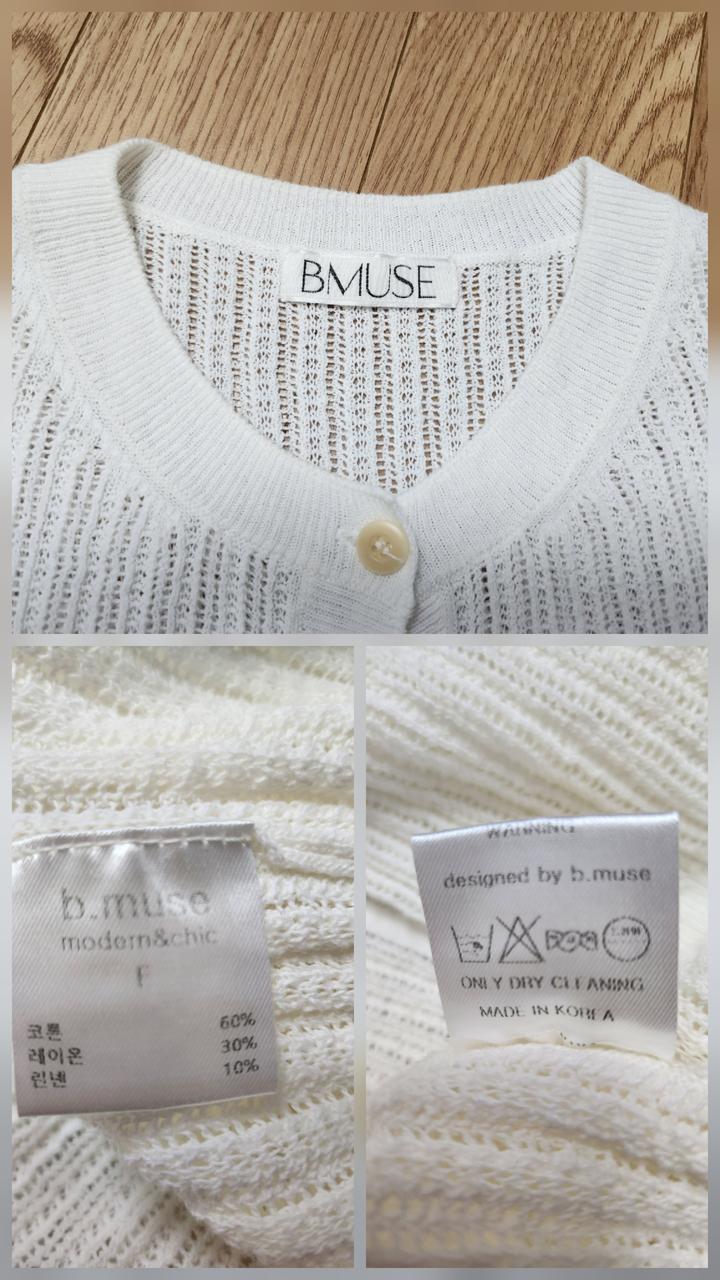 BMUSE
b.muse
modern&chic
F
코튼 60%
레이온 30%
린넨 10%
WARNING
designed by b.muse
ONLY DRY CLEANING
MADE IN KOREA